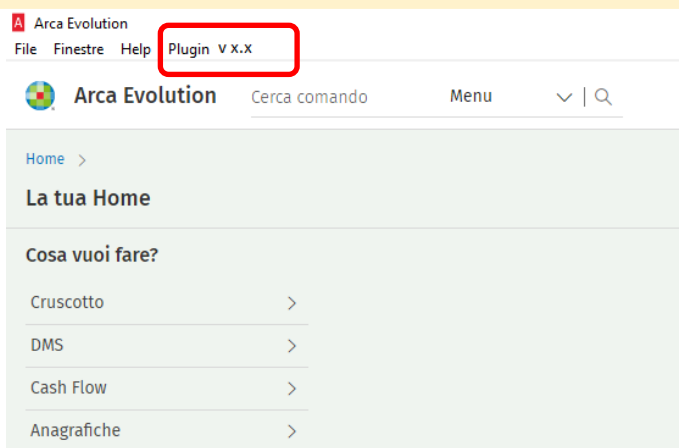 A Arca Evolution
File Finestre Help Plugin v x.x
Arca Evolution Cerca comando Menu
Home >
La tua Home
Cosa vuoi fare?
Cruscotto
DMS
Cash Flow
Anagrafiche